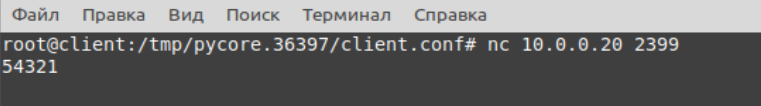 Файл Правка Вид Поиск Терминал Справка
root@client:/tmp/pycore.36397/client.conf# nc 10.0.0.20 2399
54321